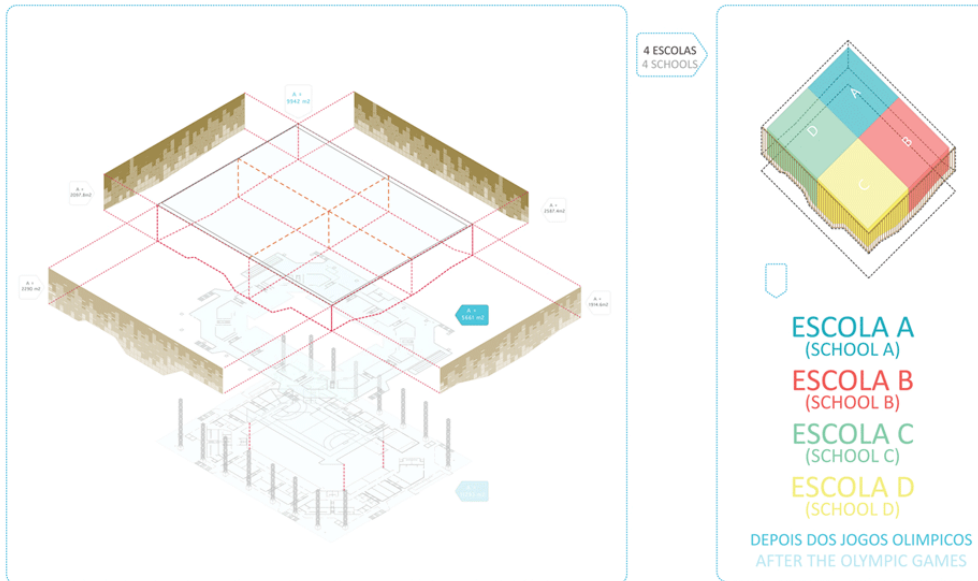 A =
A =
A =
A =
A =
A =
A =
4 ESCOLAS
4 SCHOOLS
A
B
D
C
ESCOLA A
(SCHOOL A)
ESCOLA B
(SCHOOL B)
ESCOLA C
(SCHOOL C)
ESCOLA D
(SCHOOL D)
DEPOIS DOS JOGOS OLIMPICOS
AFTER THE OLYMPIC GAMES